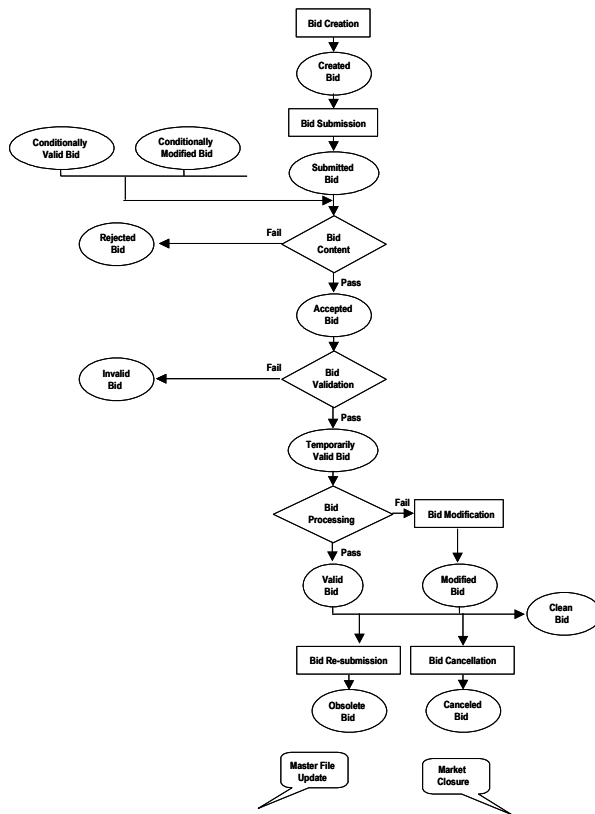 Bid Creation
Created
Bid
Bid Submission
Conditionally
Valid Bid
Conditionally
Modified Bid
Submitted
Bid
Fail
Bid
Content
Rejected
Bid
Pass
Accepted
Bid
Fail
Bid
Validation
Invalid
Bid
Pass
Temporarily
Valid Bid
Bid
Processing
Fail
Bid Modification
Pass
Valid
Bid
Modified
Bid
Clean
Bid
Bid Re-submission
Bid Cancellation
Obsolete
Bid
Canceled
Bid
Master File
Update
Market
Closure